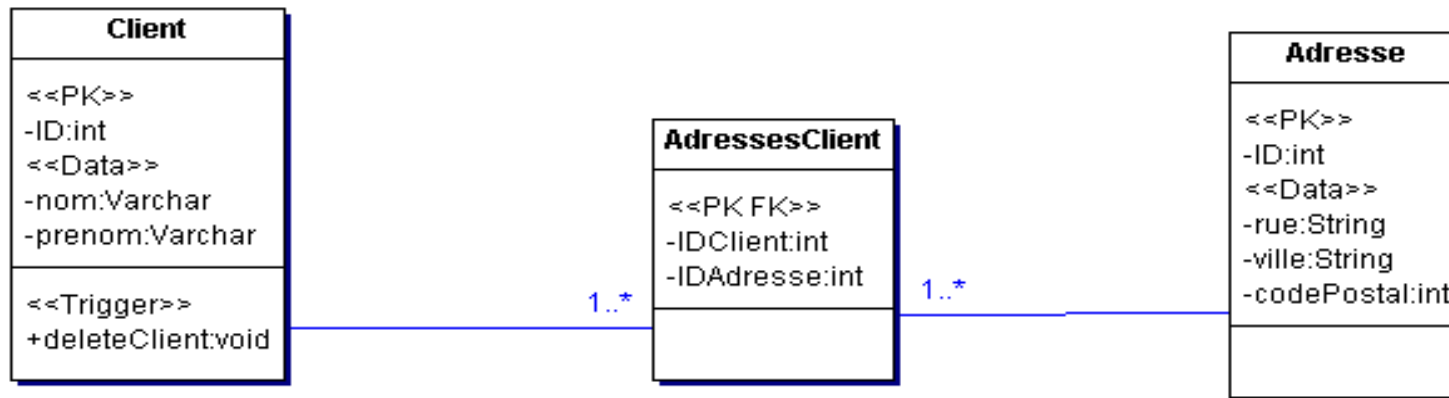 Client
<<PK>>
-ID:int
<<Data>>
-nom:Varchar
-prenom:Varchar
<<Trigger>>
+deleteClient:void
1..*
AdressesClient
<<PK FK>>
-IDClient:int
-IDAdresse:int
1..*
Adresse
<<PK>>
-ID:int
<<Data>>
-rue:String
-ville:String
-codePostal:int